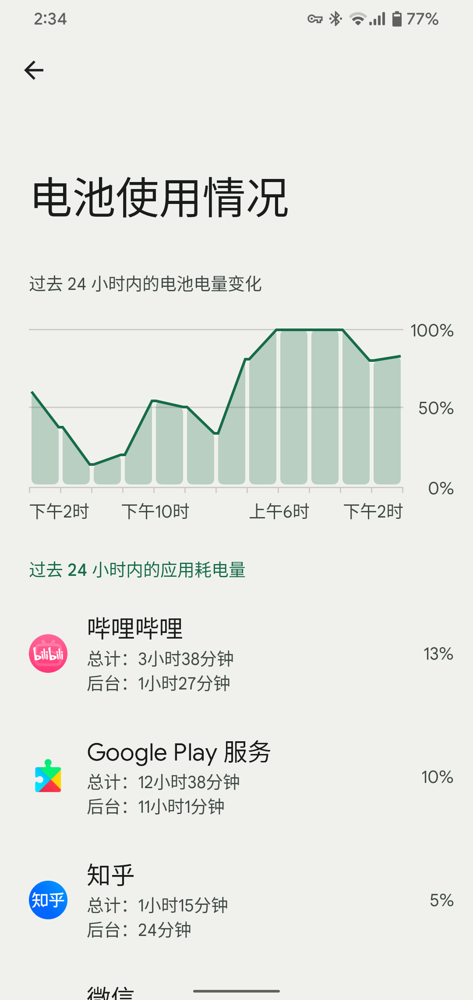 2:34
77%
电池使用情况
过去 24 小时内的电池电量变化
100%
50%
0%
下午2时 下午10时 上午6时 下午2时
过去 24 小时内的应用耗电量
bilibili
哔哩哔哩
总计：3小时38分钟
后台：1小时27分钟
13%
Google Play 服务
总计：12小时38分钟
后台：11小时1分钟
10%
知乎
知乎
总计：1小时15分钟
后台：24分钟
5%
微信